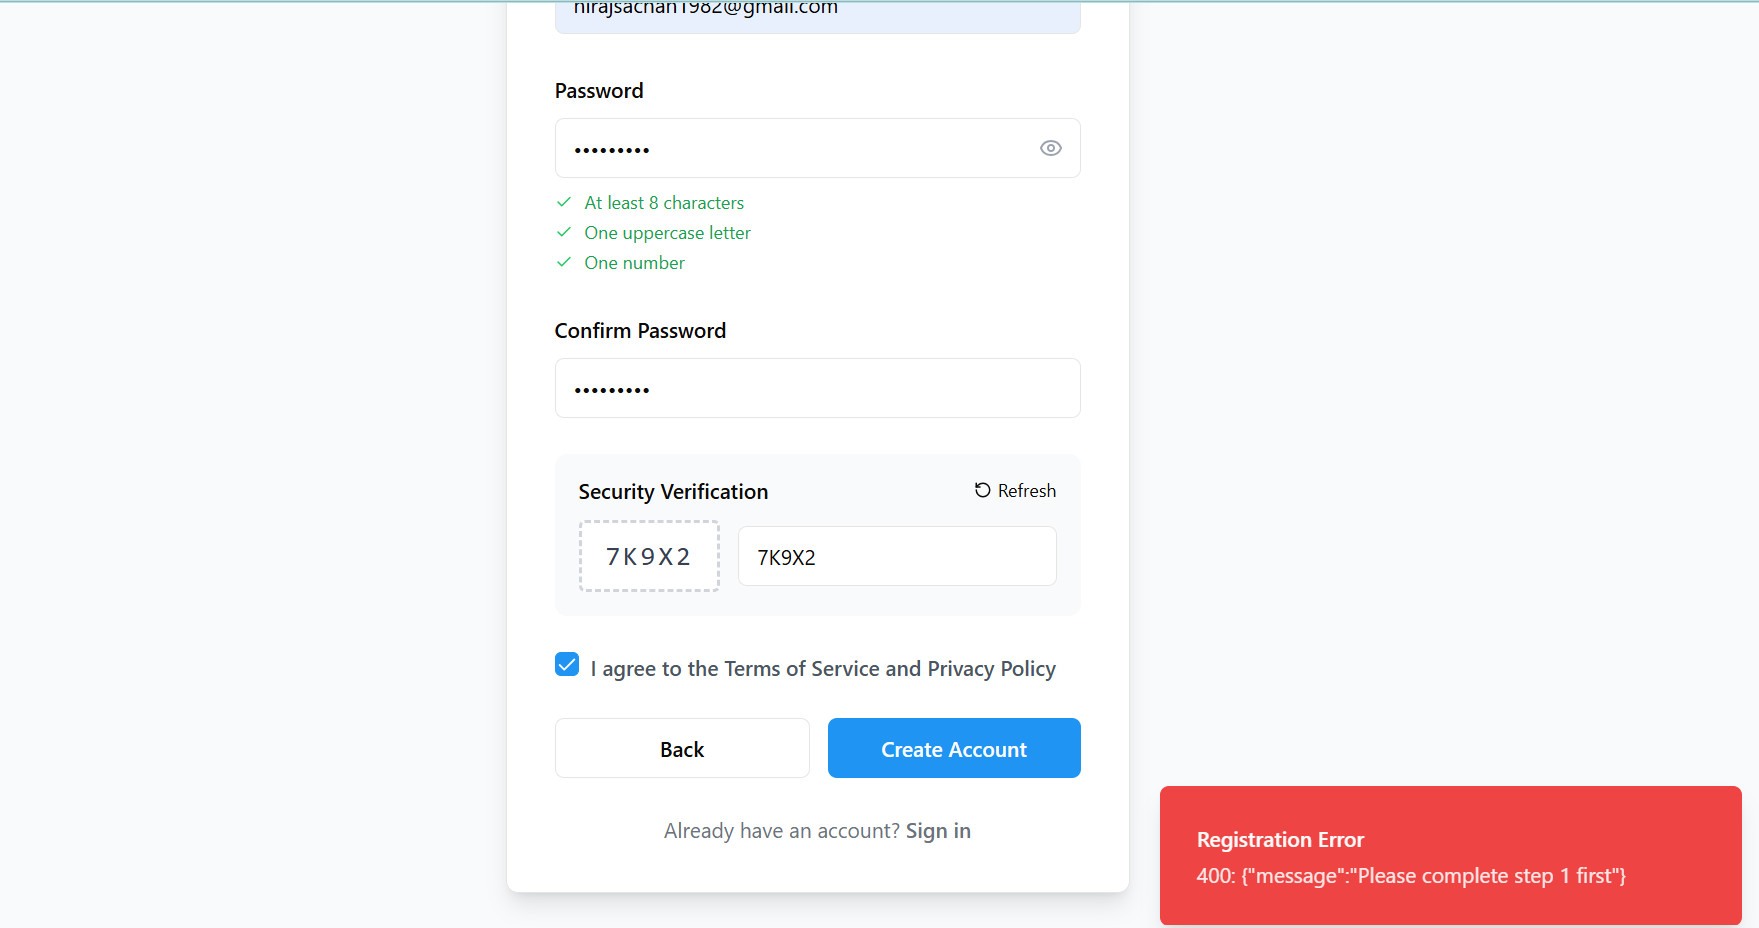 nirajsachan1982@gmail.com
Password
•••••••••
At least 8 characters
One uppercase letter
One number
Confirm Password
•••••••••
Security Verification
Refresh
7K9X2
7K9X2
I agree to the Terms of Service and Privacy Policy
Back
Create Account
Already have an account? Sign in
Registration Error
400: {"message":"Please complete step 1 first"}